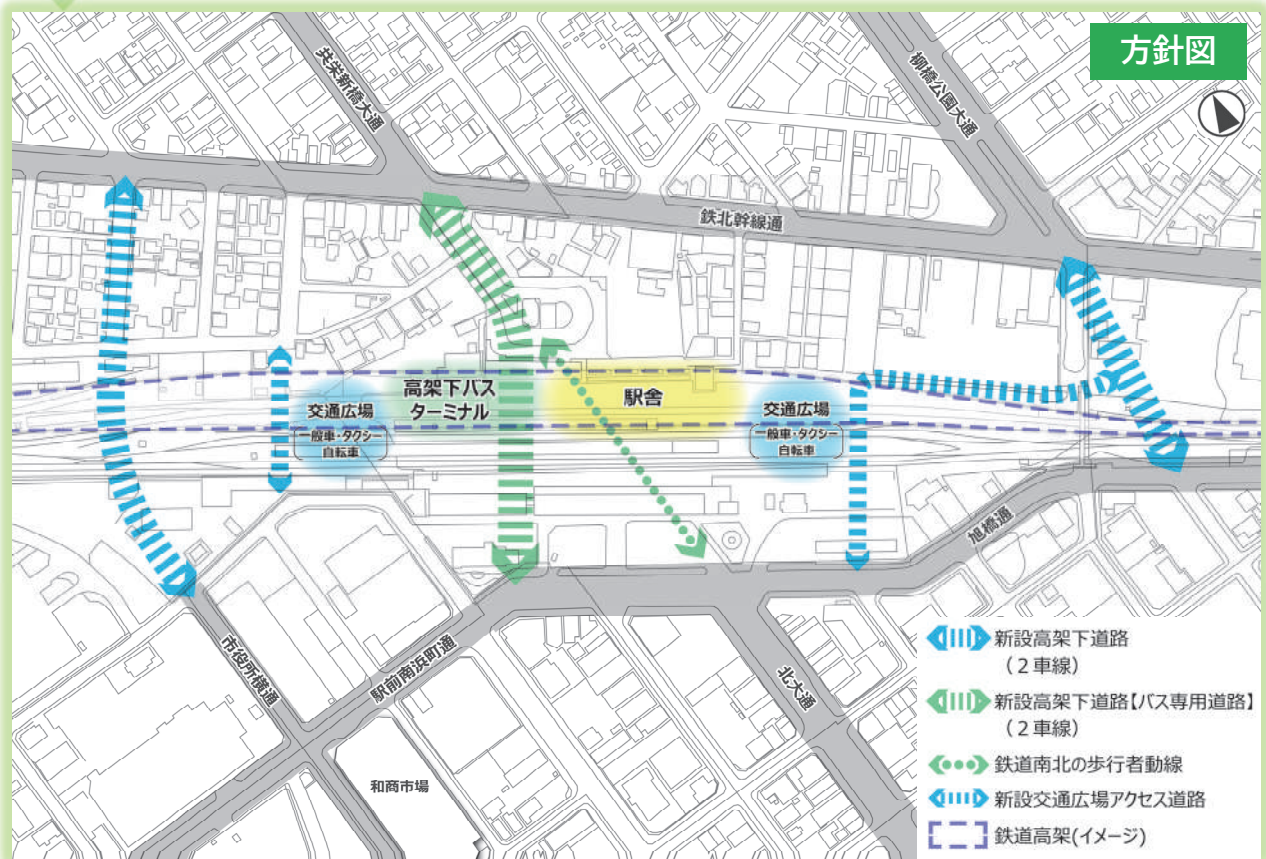 方針図
共栄新橋大通
柳橋公園大通
鉄北幹線通
高架下バス
ターミナル
駅舎
交通広場
一般車・タクシー
自転車
交通広場
一般車・タクシー
自転車
旭橋通
市役所横通
駅前南浜町通
北大通
和商市場
新設高架下道路
(2車線)
新設高架下道路【バス専用道路】
(2車線)
鉄道南北の歩行者動線
新設交通広場アクセス道路
鉄道高架(イメージ)